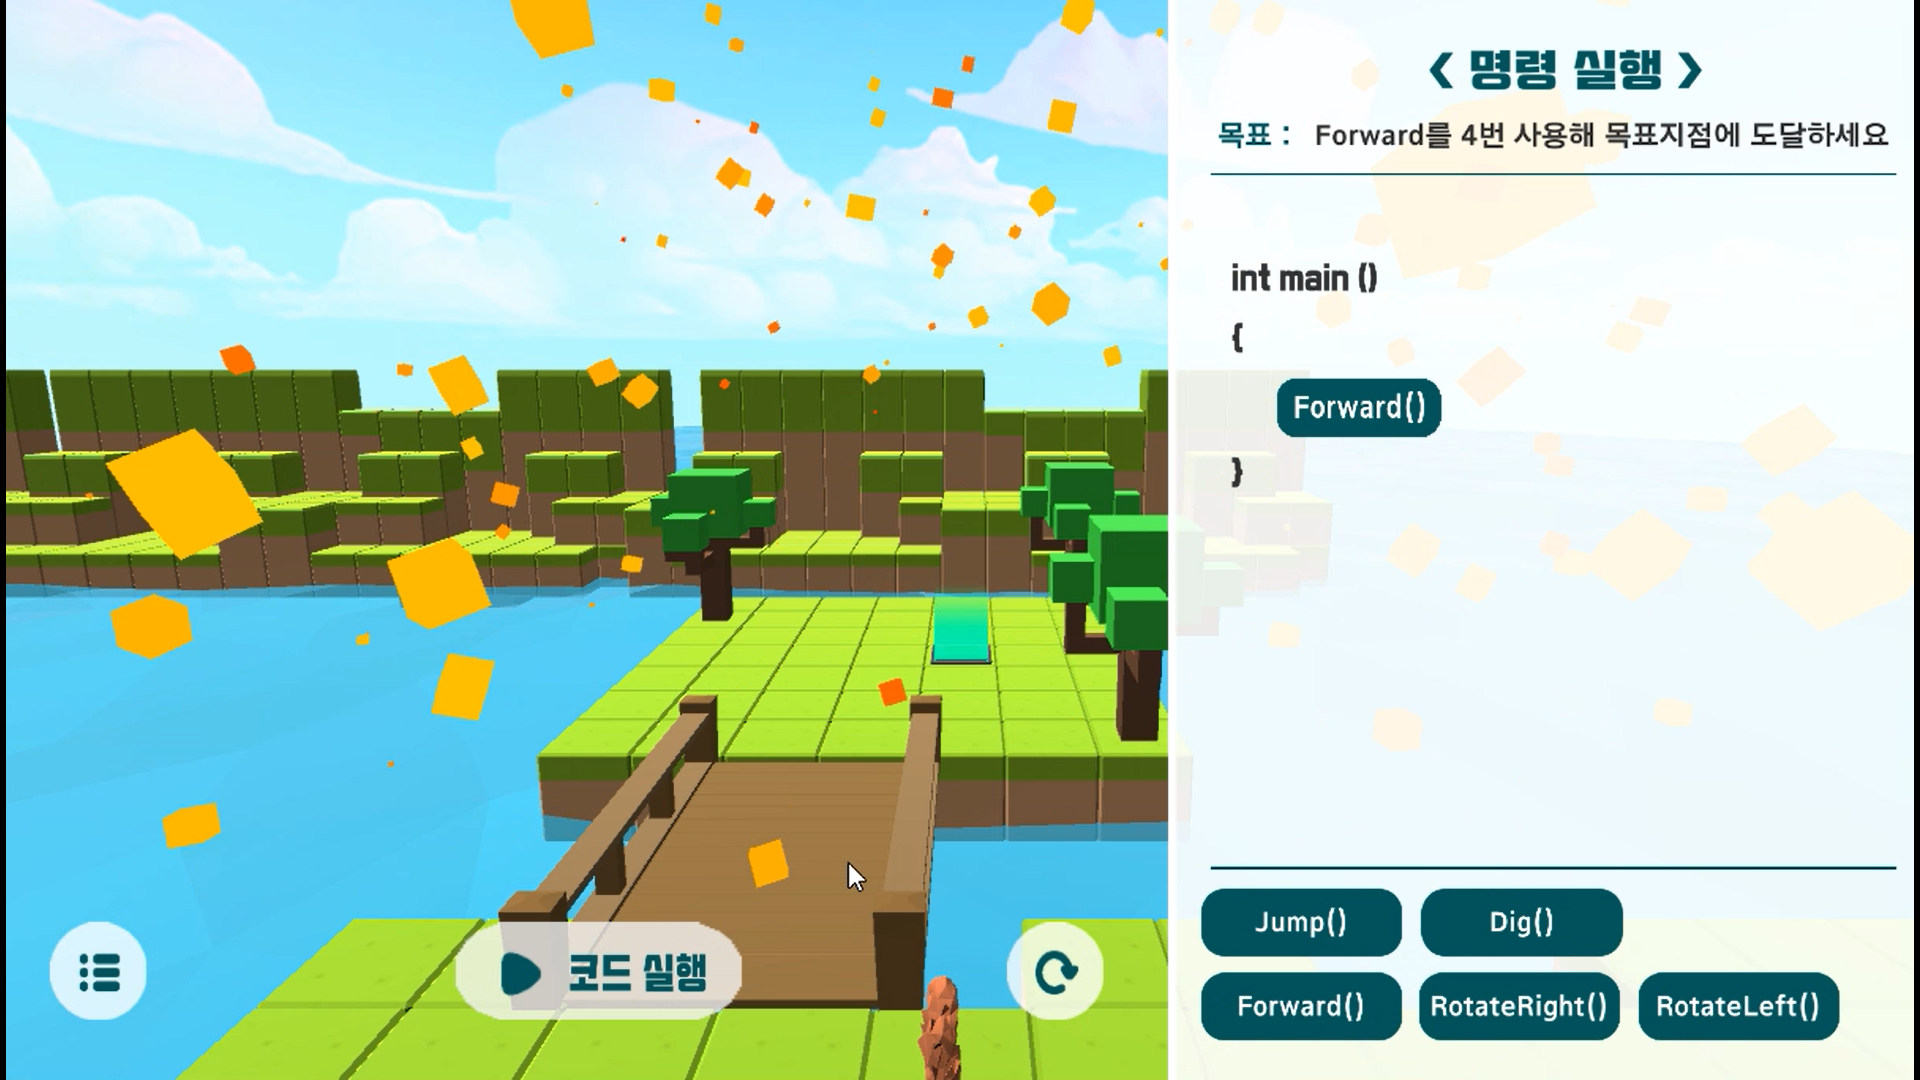 ❮ 명령 실행 ❯
목표 : Forward를 4번 사용해 목표지점에 도달하세요
int main ()
{
Forward()
}
코드 실행
Jump()
Dig()
Forward()
RotateRight()
RotateLeft()